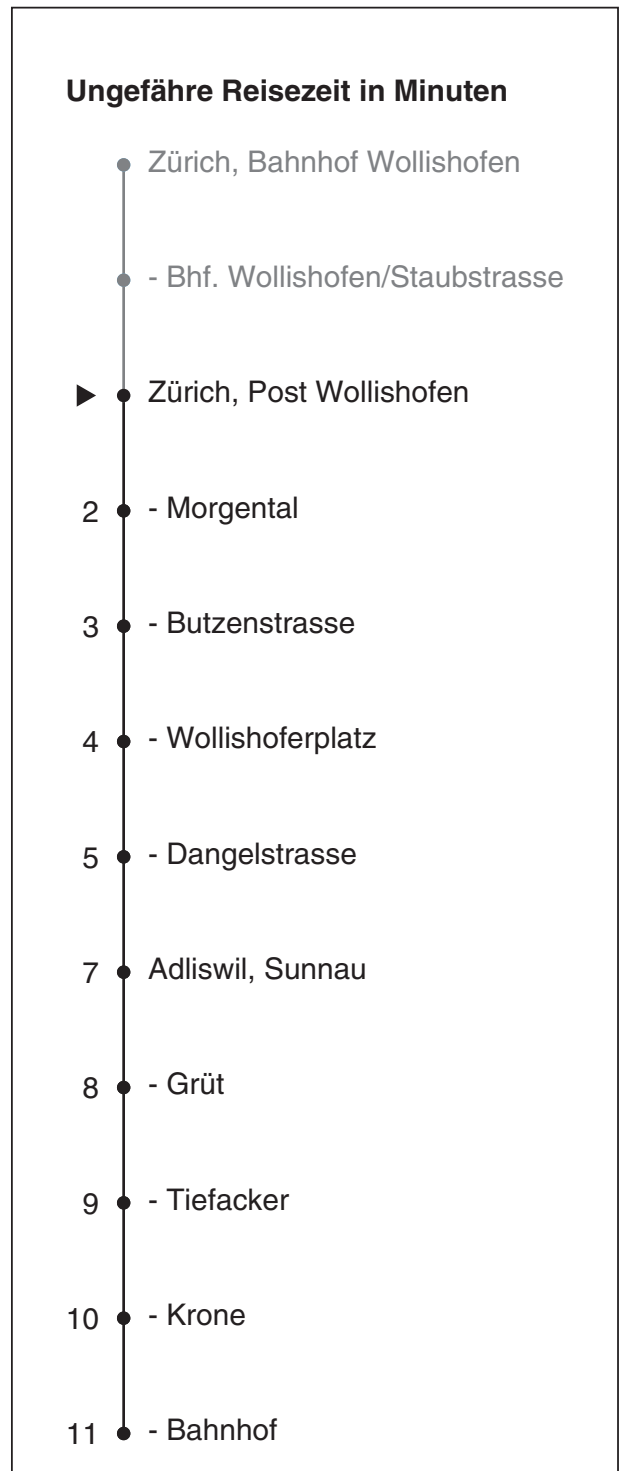 Ungefähre Reisezeit in Minuten
Zürich, Bahnhof Wollishofen
- Bhf. Wollishofen/Staubstrasse
Zürich, Post Wollishofen
2 - Morgental
3 - Butzenstrasse
4 - Wollishoferplatz
5 - Dangelstrasse
7 Adliswil, Sunnau
8 - Grüt
9 - Tiefacker
10 - Krone
11 - Bahnhof